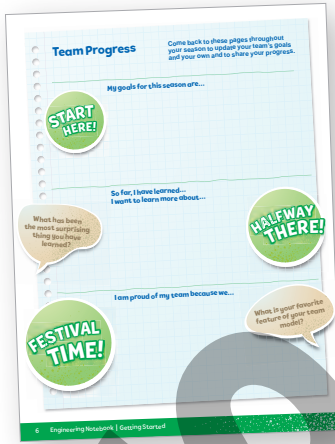 Team Progress
Come back to these pages throughout
your season to update your team's goals
and your own and to share your progress.
My goals for this season are...
START
HERE!
So far, I have learned...
I want to learn more about...
What has been
the most surprising
thing you have
learned?
HALFWAY
THERE!
I am proud of my team because we...
What is your favorite
feature of your team
model?
FESTIVAL
TIME!
6 Engineering Notebook | Getting Started